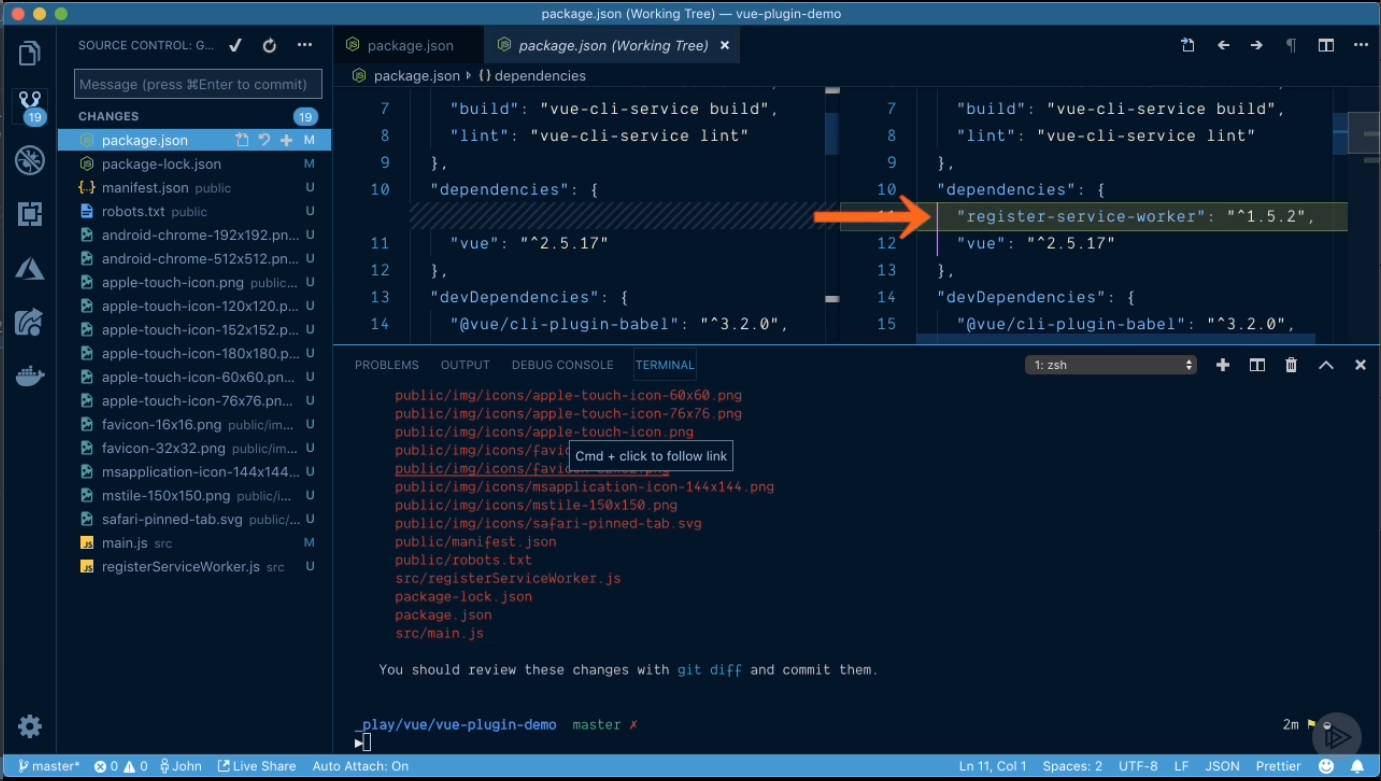 package.json (Working Tree) — vue-plugin-demo
SOURCE CONTROL: G...
Message (press ⌘Enter to commit)
CHANGES 19
19
package.json M
package-lock.json M
manifest.json public U
robots.txt public U
android-chrome-192x192.pn... U
android-chrome-512x512.pn... U
apple-touch-icon.png public... U
apple-touch-icon-120x120.p... U
apple-touch-icon-152x152.p... U
apple-touch-icon-180x180.p... U
apple-touch-icon-60x60.pn... U
apple-touch-icon-76x76.pn... U
favicon-16x16.png public/im... U
favicon-32x32.png public/im... U
msapplication-icon-144x144... U
mstile-150x150.png public/i... U
safari-pinned-tab.svg public/... U
main.js src M
registerServiceWorker.js src U
package.json
package.json (Working Tree) ×
package.json {} dependencies
7 "build": "vue-cli-service build",
8 "lint": "vue-cli-service lint"
9 },
10 "dependencies": {
11 "vue": "^2.5.17"
12 },
13 "devDependencies": {
14 "@vue/cli-plugin-babel": "^3.2.0",
7 "build": "vue-cli-service build",
8 "lint": "vue-cli-service lint"
9 },
10 "dependencies": {
"register-service-worker": "^1.5.2",
12 "vue": "^2.5.17"
13 },
14 "devDependencies": {
15 "@vue/cli-plugin-babel": "^3.2.0",
PROBLEMS OUTPUT DEBUG CONSOLE TERMINAL 1: zsh
public/img/icons/apple-touch-icon-60x60.png
public/img/icons/apple-touch-icon-76x76.png
public/img/icons/apple-touch-icon.png
public/img/icons/favic
Cmd + click to follow link
public/img/icons/favicon-32x32.png
public/img/icons/msapplication-icon-144x144.png
public/img/icons/mstile-150x150.png
public/img/icons/safari-pinned-tab.svg
public/manifest.json
public/robots.txt
src/registerServiceWorker.js
package-lock.json
package.json
src/main.js
You should review these changes with git diff and commit them.
_play/vue/vue-plugin-demo master ✗ 2m
master* 0 0 John Live Share Auto Attach: On Ln 11, Col 1 Spaces: 2 UTF-8 LF JSON Prettier